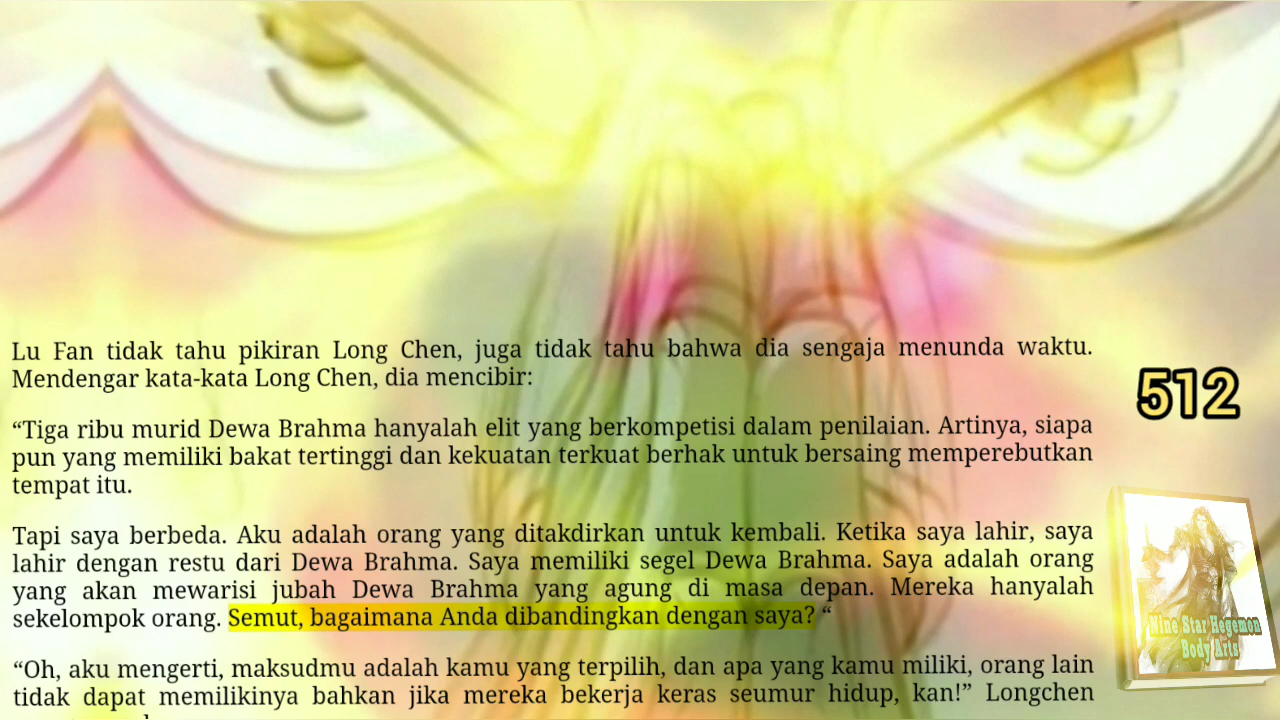 Lu Fan tidak tahu pikiran Long Chen, juga tidak tahu bahwa dia sengaja menunda waktu.
Mendengar kata-kata Long Chen, dia mencibir:
“Tiga ribu murid Dewa Brahma hanyalah elit yang berkompetisi dalam penilaian. Artinya, siapa
pun yang memiliki bakat tertinggi dan kekuatan terkuat berhak untuk bersaing memperebutkan
tempat itu.
Tapi saya berbeda. Aku adalah orang yang ditakdirkan untuk kembali. Ketika saya lahir, saya
lahir dengan restu dari Dewa Brahma. Saya memiliki segel Dewa Brahma. Saya adalah orang
yang akan mewarisi jubah Dewa Brahma yang agung di masa depan. Mereka hanyalah
sekelompok orang. Semut, bagaimana Anda dibandingkan dengan saya? “
“Oh, aku mengerti, maksudmu adalah kamu yang terpilih, dan apa yang kamu miliki, orang lain
tidak dapat memilikinya bahkan jika mereka bekerja keras seumur hidup, kan!” Longchen
512
Nine Star Hegemon
Body Arts